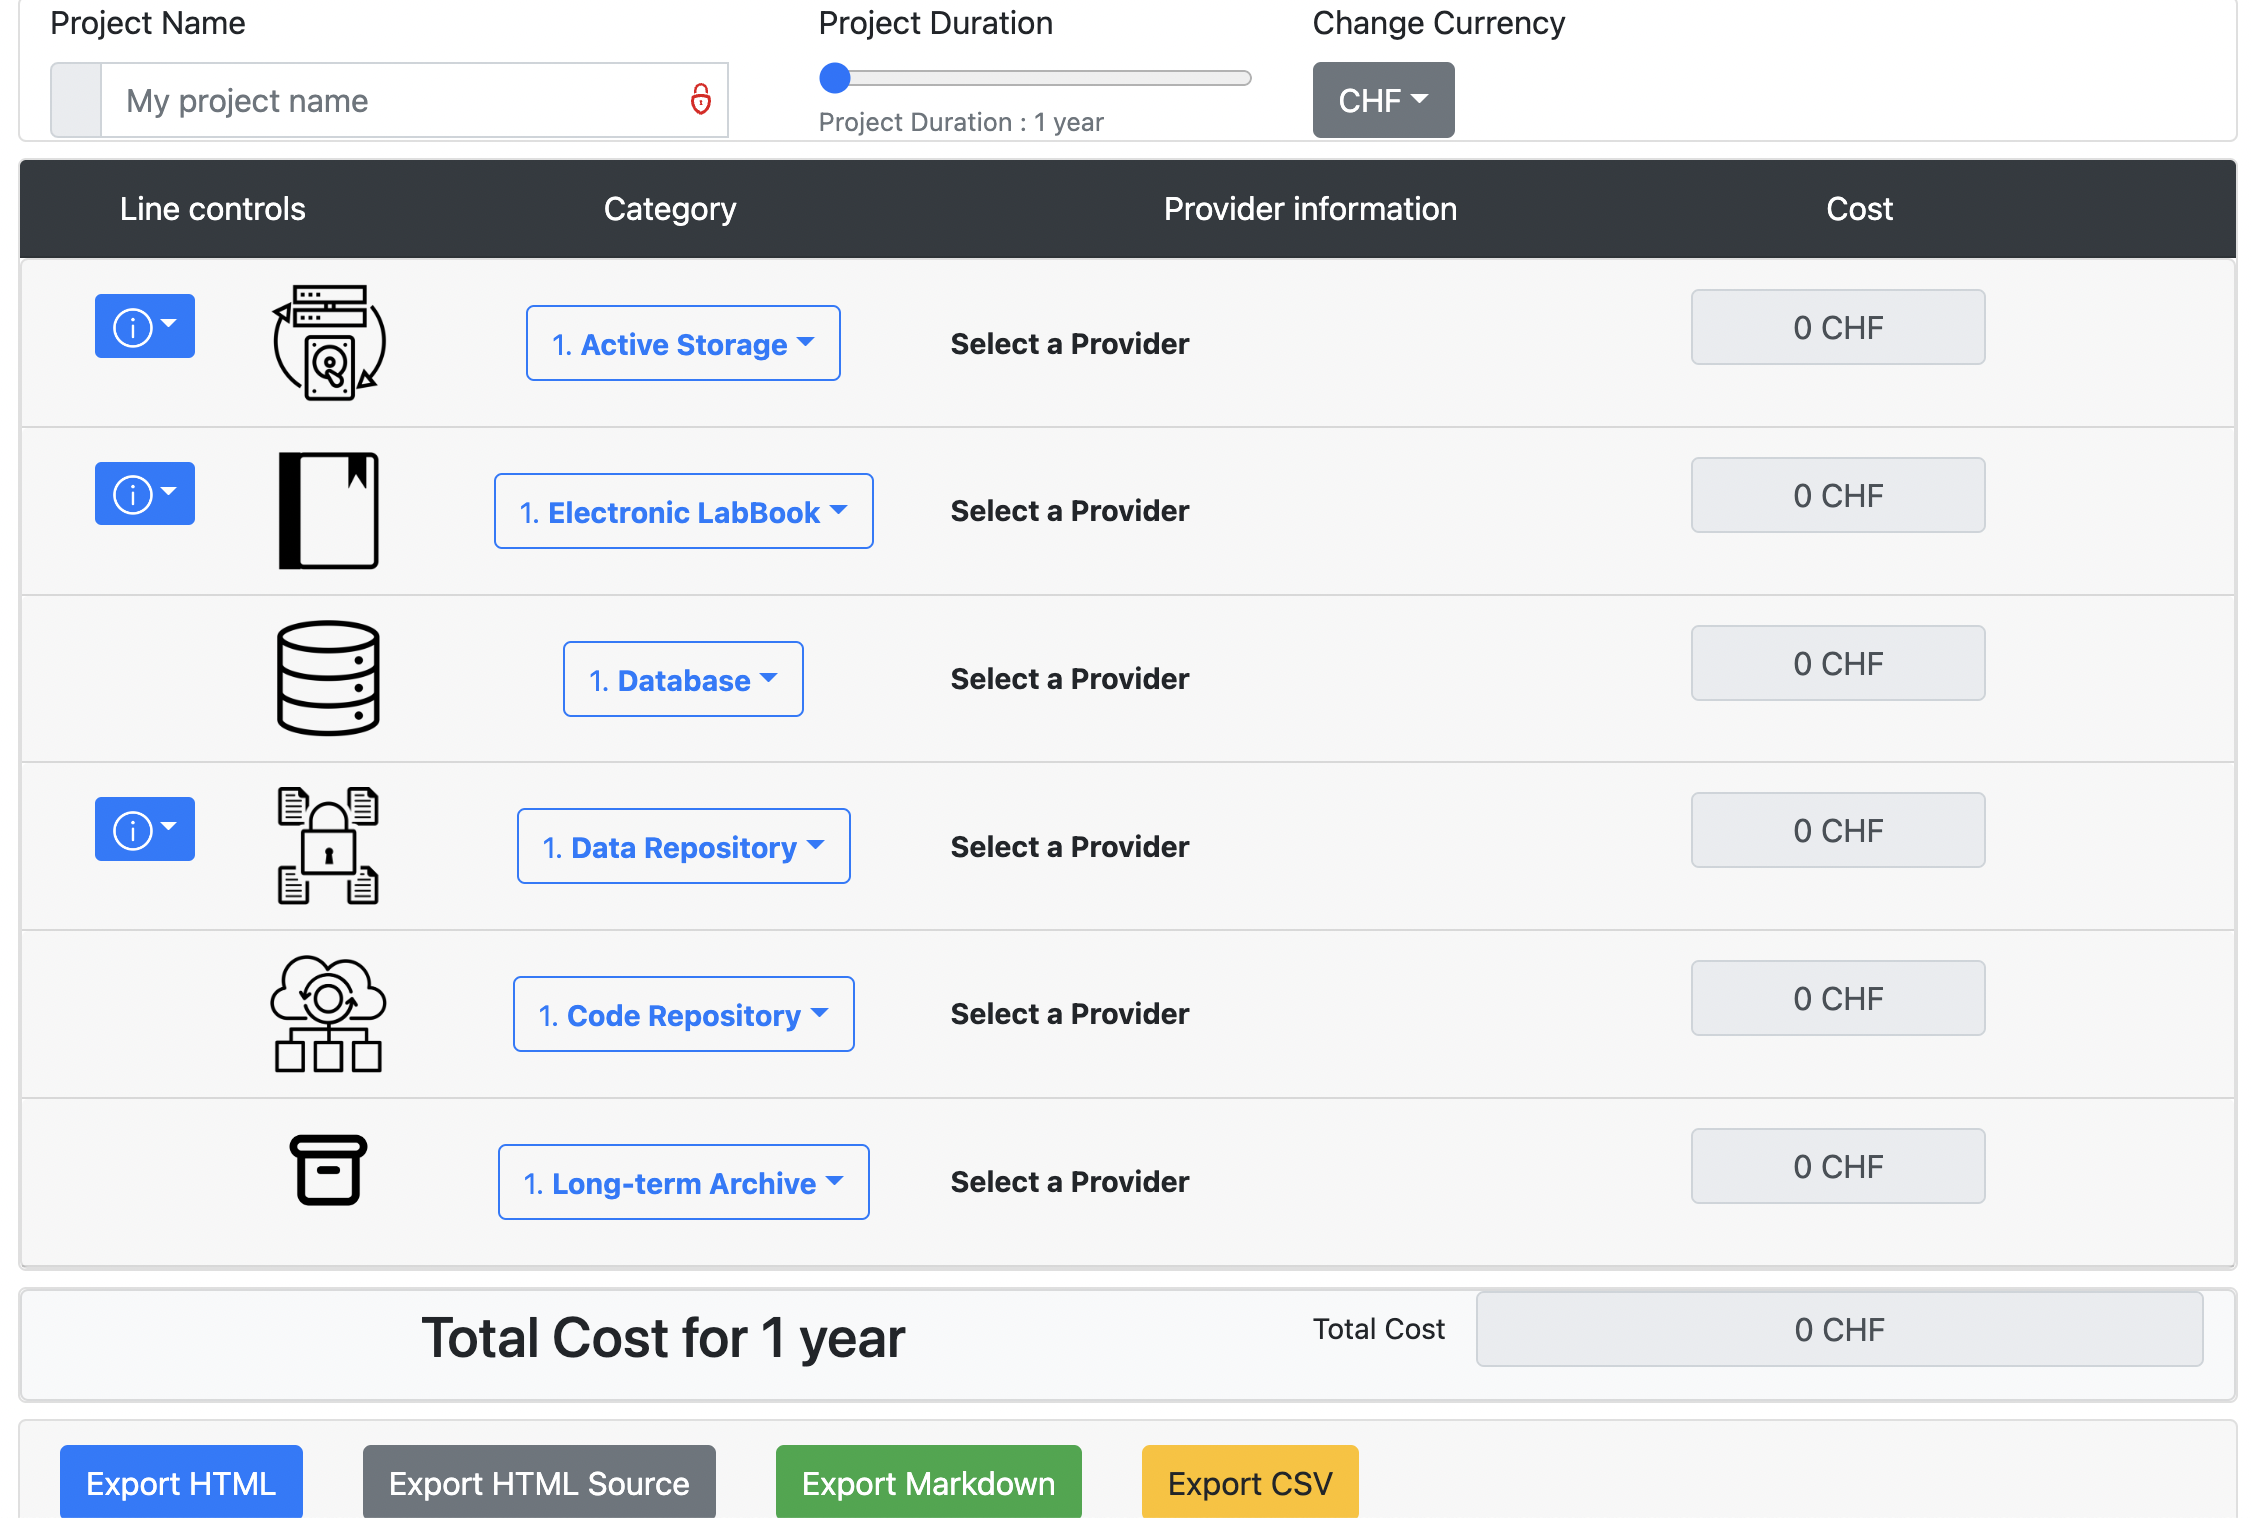 Project Name
Project Duration
Change Currency
My project name
CHF
Project Duration : 1 year
Line controls
Category
Provider information
Cost
1. Active Storage
Select a Provider
0 CHF
1. Electronic LabBook
Select a Provider
0 CHF
1. Database
Select a Provider
0 CHF
1. Data Repository
Select a Provider
0 CHF
1. Code Repository
Select a Provider
0 CHF
1. Long-term Archive
Select a Provider
0 CHF
Total Cost for 1 year
Total Cost
0 CHF
Export HTML
Export HTML Source
Export Markdown
Export CSV